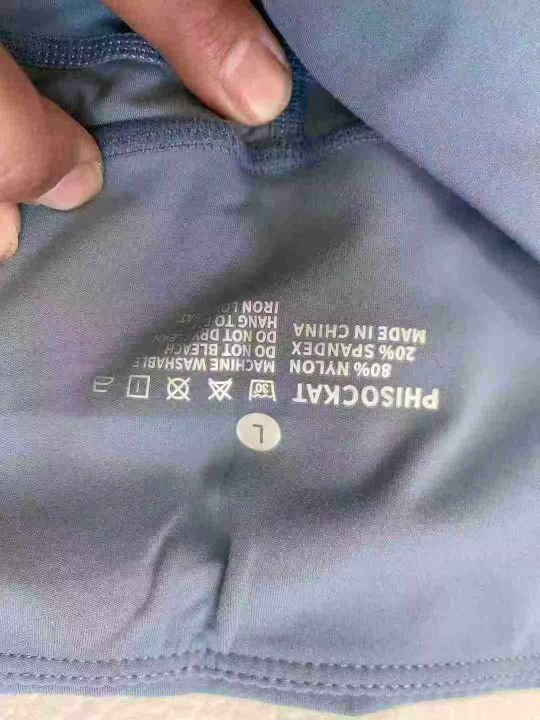 L
PHISOCKAT
80% NYLON
20% SPANDEX
MADE IN CHINA
30
MACHINE WASHABLE
DO NOT BLEACH
DO NOT DRY CLEAN
HANG TO
IRON